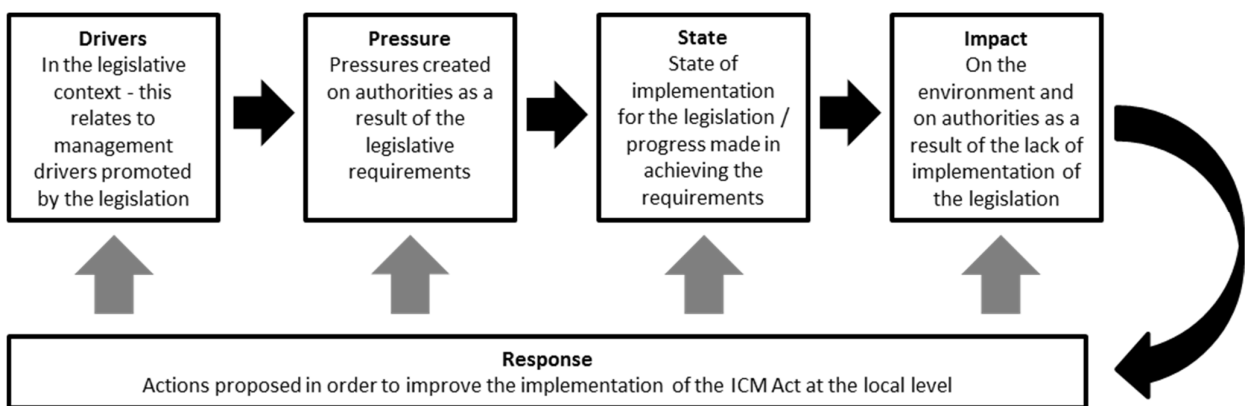 Drivers
In the legislative
context - this
relates to
management
drivers promoted
by the legislation
Pressure
Pressures created
on authorities as a
result of the
legislative
requirements
State
State of
implementation
for the legislation /
progress made in
achieving the
requirements
Impact
On the
environment and
on authorities as a
result of the lack of
implementation of
the legislation
Response
Actions proposed in order to improve the implementation of the ICM Act at the local level